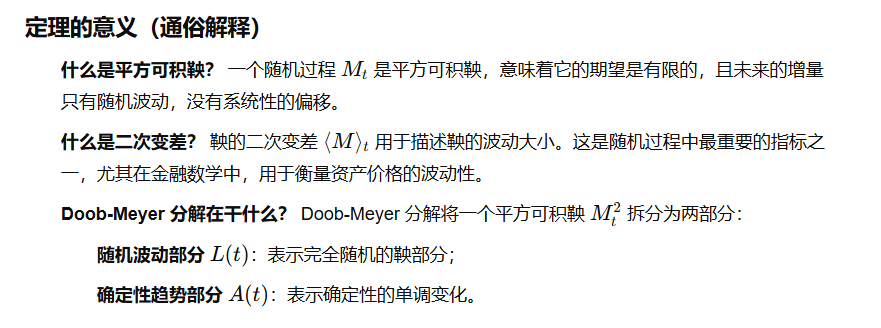 定理的意义（通俗解释）
什么是平方可积鞅？ 一个随机过程 M_t 是平方可积鞅，意味着它的期望是有限的，且未来的增量
只有随机波动，没有系统性的偏移。
什么是二次变差？ 鞅的二次变差 ⟨M⟩_t 用于描述鞅的波动大小。这是随机过程中最重要的指标之
一，尤其在金融数学中，用于衡量资产价格的波动性。
Doob-Meyer 分解在干什么？ Doob-Meyer 分解将一个平方可积鞅 M_t^2 拆分为两部分：
随机波动部分 L(t)：表示完全随机的鞅部分；
确定性趋势部分 A(t)：表示确定性的单调变化。